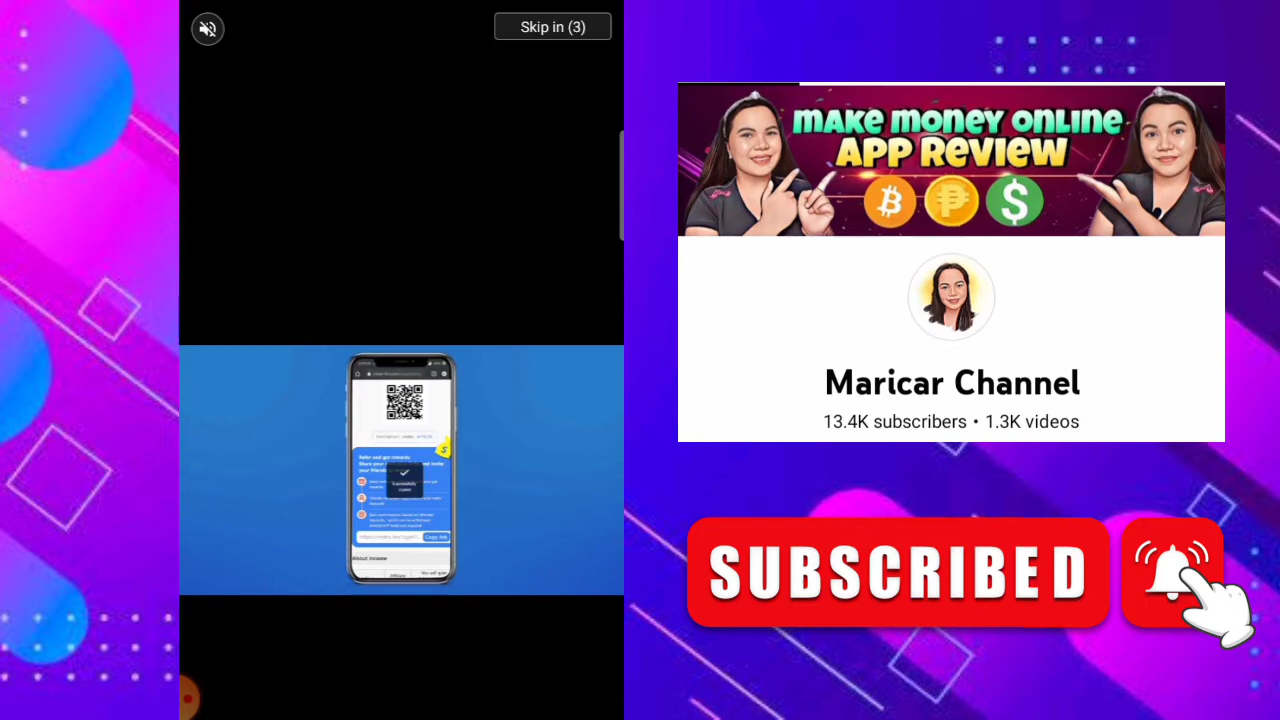 Skip in (3)
Refer and get rewards
Copy link
About income
MAKE MONEY ONLINE
APP REVIEW
Maricar Channel
13.4K subscribers • 1.3K videos
SUBSCRIBED